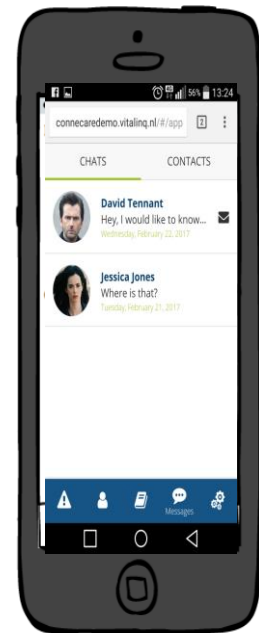 56% 13:24
connecaredemo.vitalinq.nl/#/app 2
CHATS CONTACTS
David Tennant
Hey, I would like to know...
Wednesday, February 22, 2017
Jessica Jones
Where is that?
Tuesday, February 21, 2017
Messages